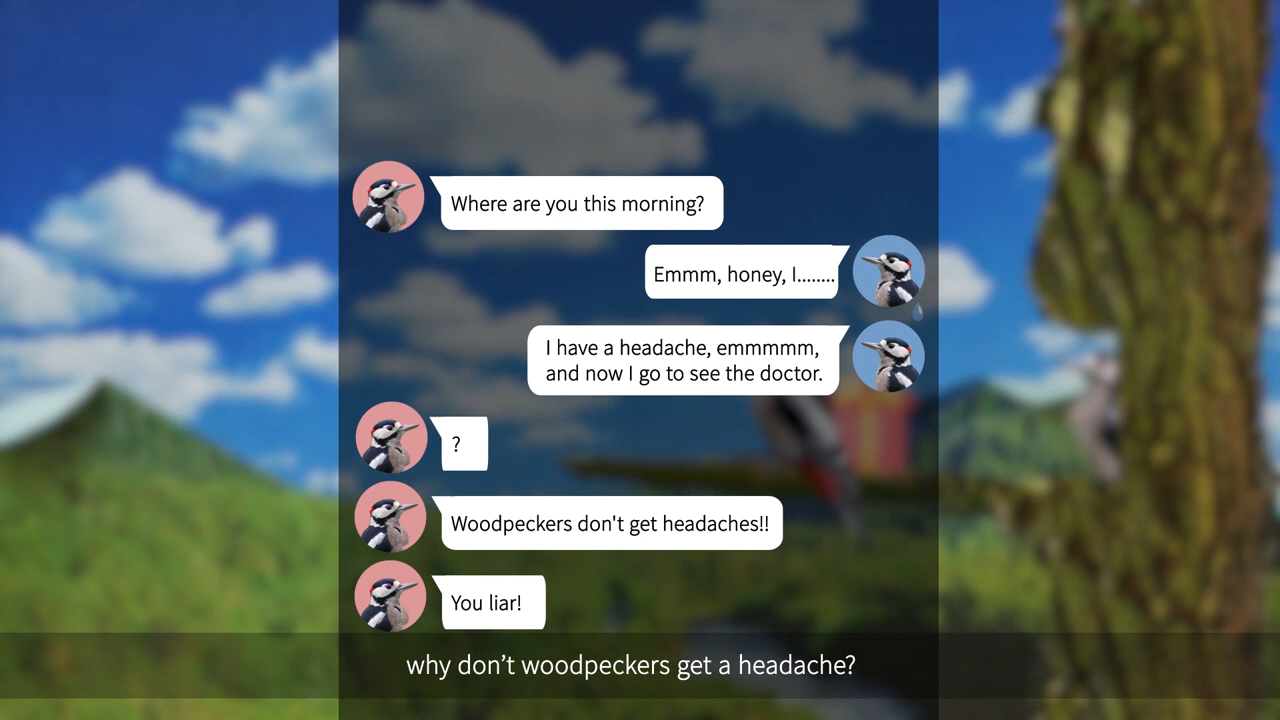 Where are you this morning?
Emmm, honey, I........
I have a headache, emmmmm,
and now I go to see the doctor.
?
Woodpeckers don't get headaches!!
You liar!
why don’t woodpeckers get a headache?